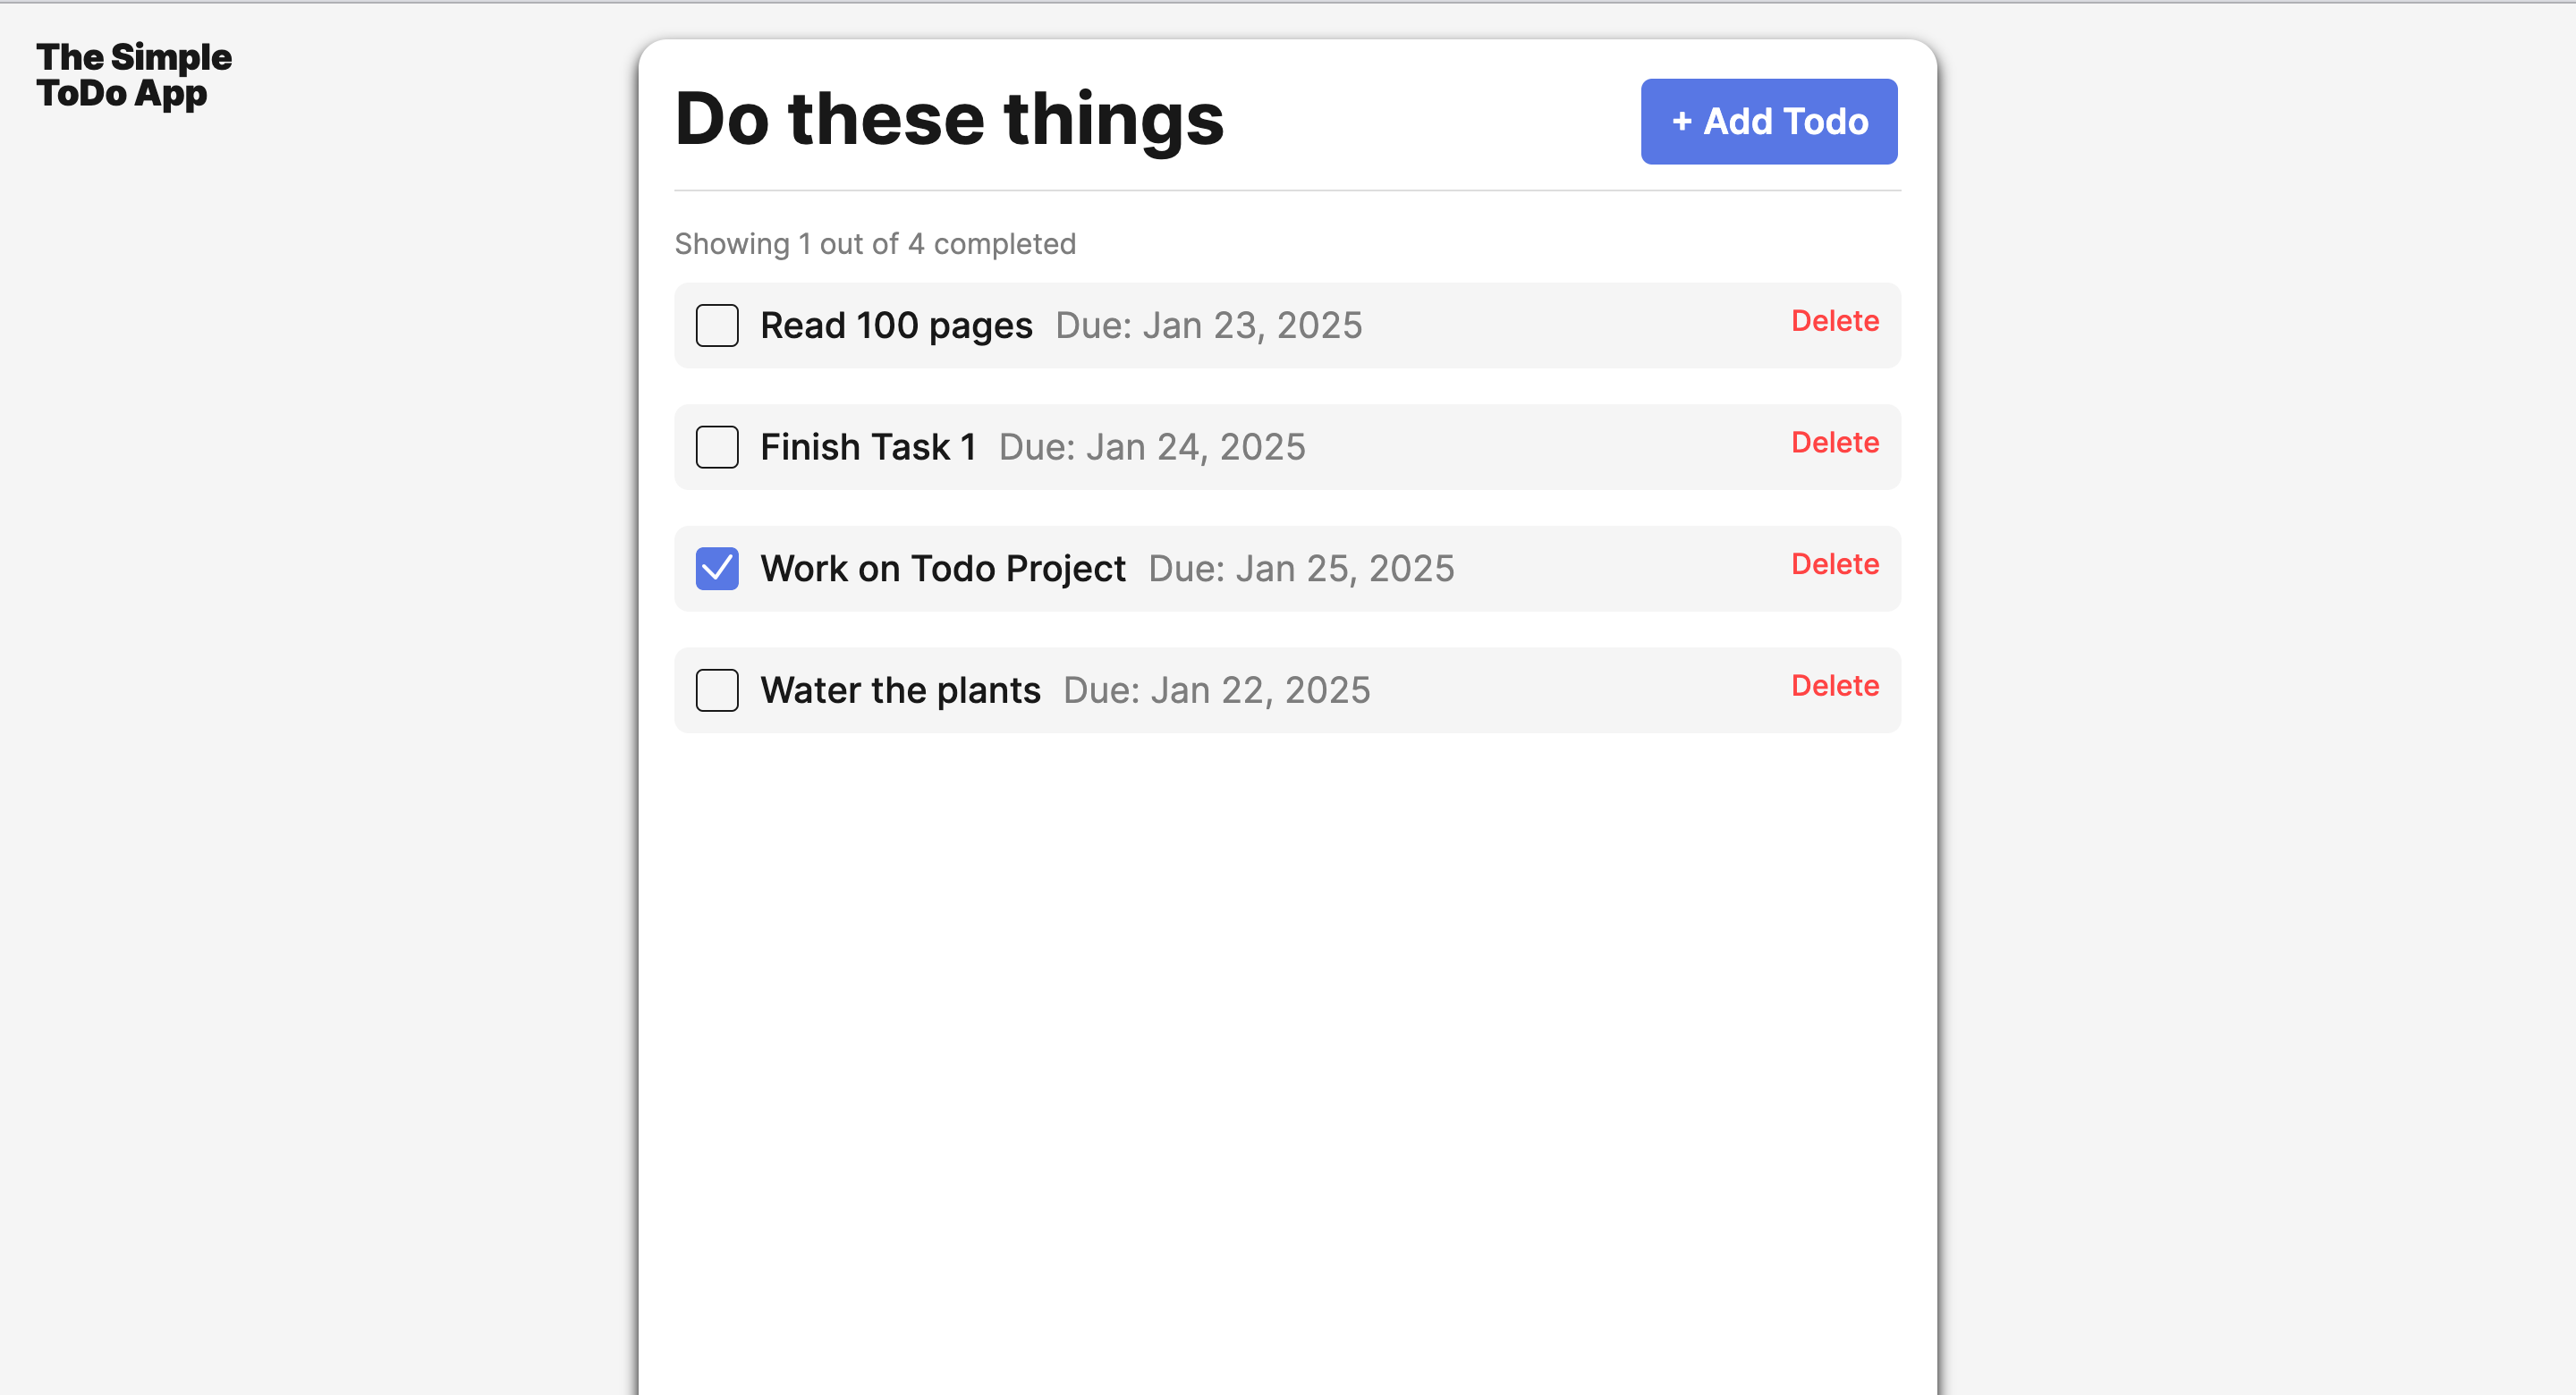 The Simple
ToDo App
Do these things
+ Add Todo
Showing 1 out of 4 completed
Read 100 pages Due: Jan 23, 2025 Delete
Finish Task 1 Due: Jan 24, 2025 Delete
Work on Todo Project Due: Jan 25, 2025 Delete
Water the plants Due: Jan 22, 2025 Delete